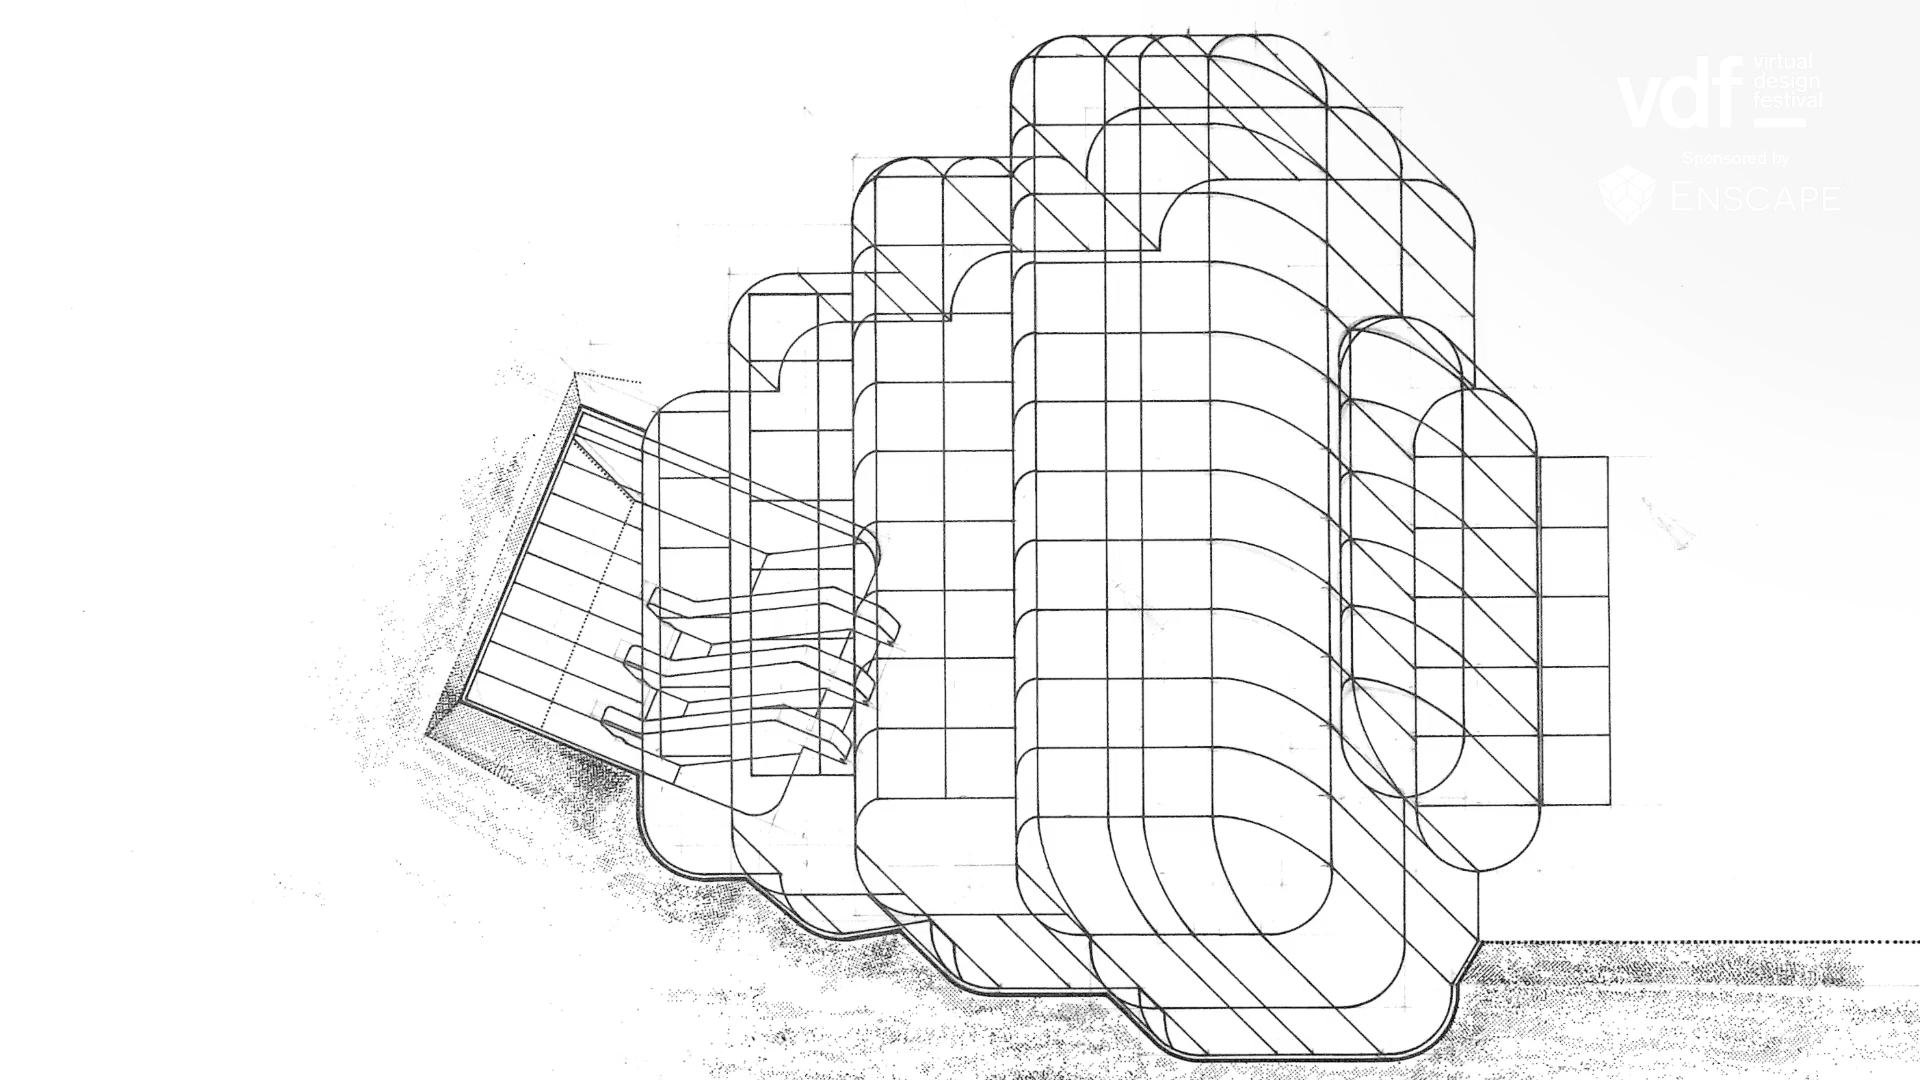 vdf
virtual
design
festival
Sponsored by
ENSCAPE